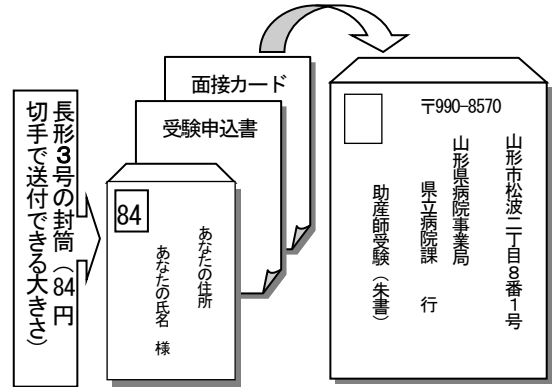 長形３号の封筒（84円
切手で送付できる大きさ）
面接カード
受験申込書
84
あなたの住所
あなたの氏名　様
〒990-8570
山形市松波二丁目８番１号
山形県病院事業局
県立病院課　行
助産師受験（朱書）